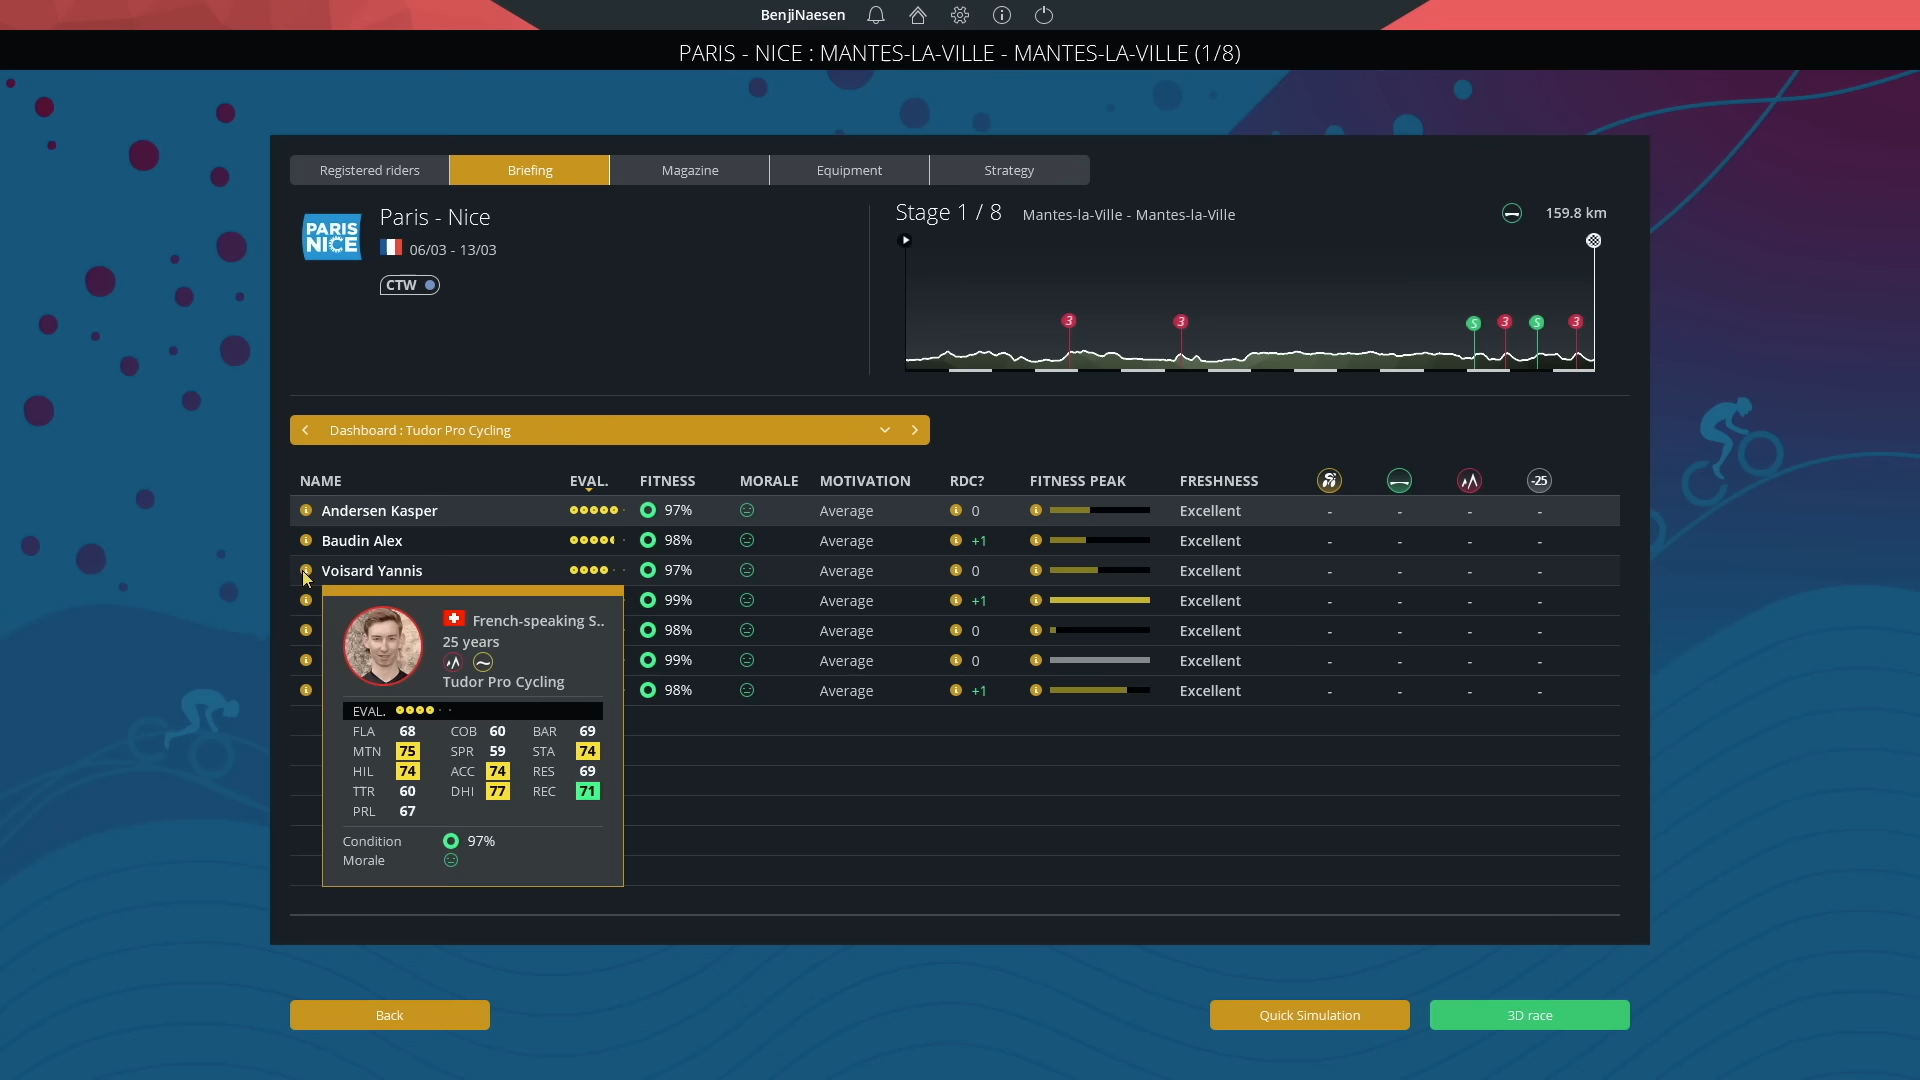 BenjiNaesen
PARIS - NICE : MANTES-LA-VILLE - MANTES-LA-VILLE (1/8)
Registered riders Briefing Magazine Equipment Strategy
PARIS NICE
Paris - Nice
06/03 - 13/03
CTW
Stage 1 / 8 Mantes-la-Ville - Mantes-la-Ville 159.8 km
3 3 S 3 S 3
Dashboard : Tudor Pro Cycling
NAME EVAL. FITNESS MORALE MOTIVATION RDC? FITNESS PEAK FRESHNESS -25
Andersen Kasper 97% Average 0 Excellent - - - -
Baudin Alex 98% Average +1 Excellent - - - -
Voisard Yannis 97% Average 0 Excellent - - - -
99% Average +1 Excellent - - - -
98% Average 0 Excellent - - - -
99% Average 0 Excellent - - - -
98% Average +1 Excellent - - - -
French-speaking S..
25 years
Tudor Pro Cycling
EVAL.
FLA 68 COB 60 BAR 69
MTN 75 SPR 59 STA 74
HIL 74 ACC 74 RES 69
TTR 60 DHI 77 REC 71
PRL 67
Condition 97%
Morale
Back Quick Simulation 3D race